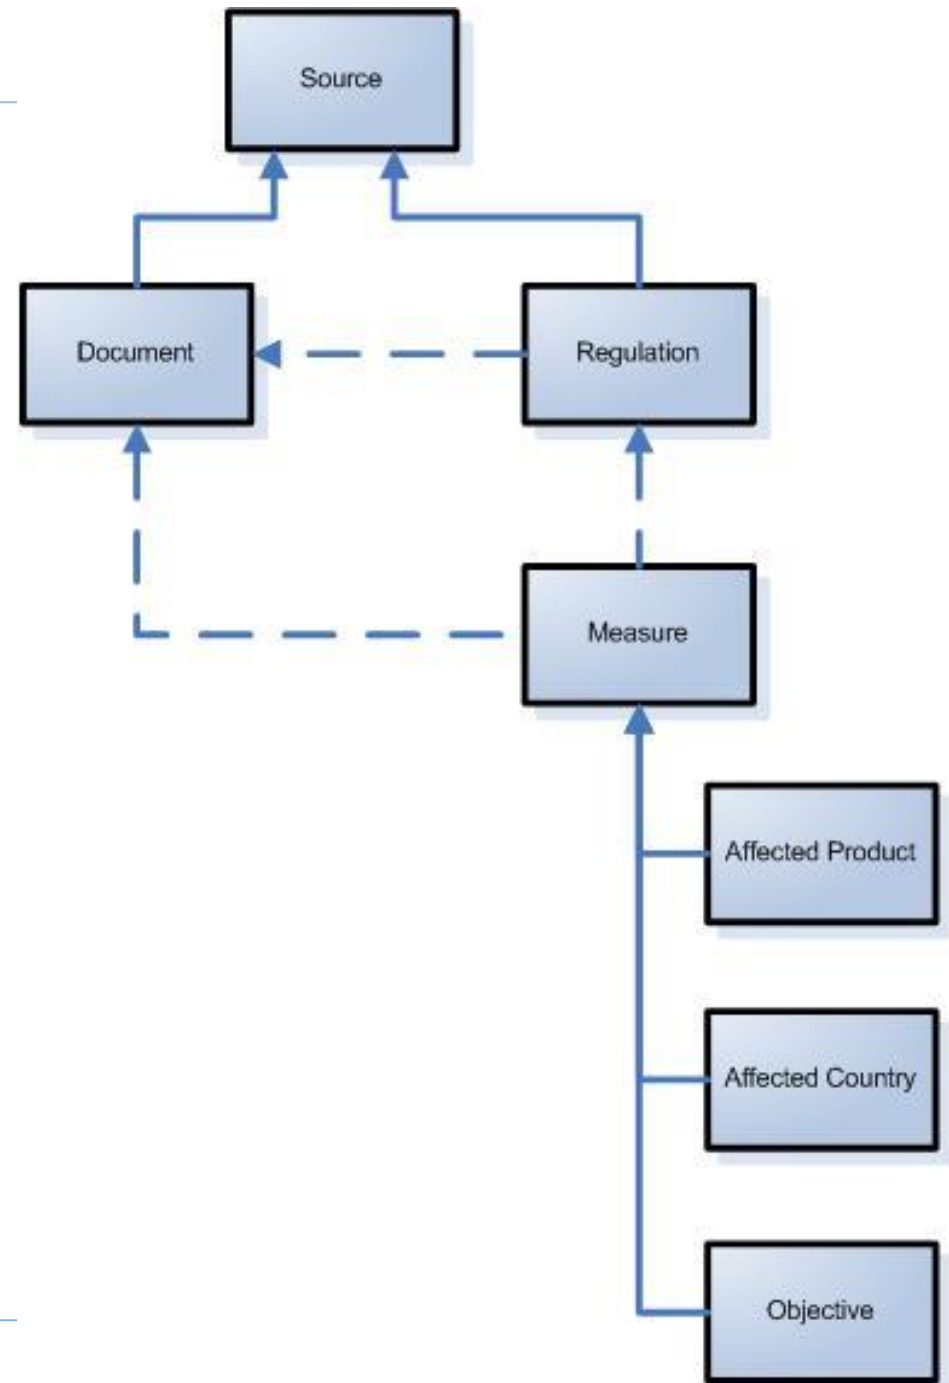 Source
Document
Regulation
Measure
Affected Product
Affected Country
Objective